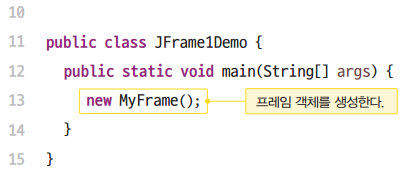 10
11 public class JFrame1Demo {
12 public static void main(String[] args) {
13 new MyFrame(); 프레임 객체를 생성한다.
14 }
15 }